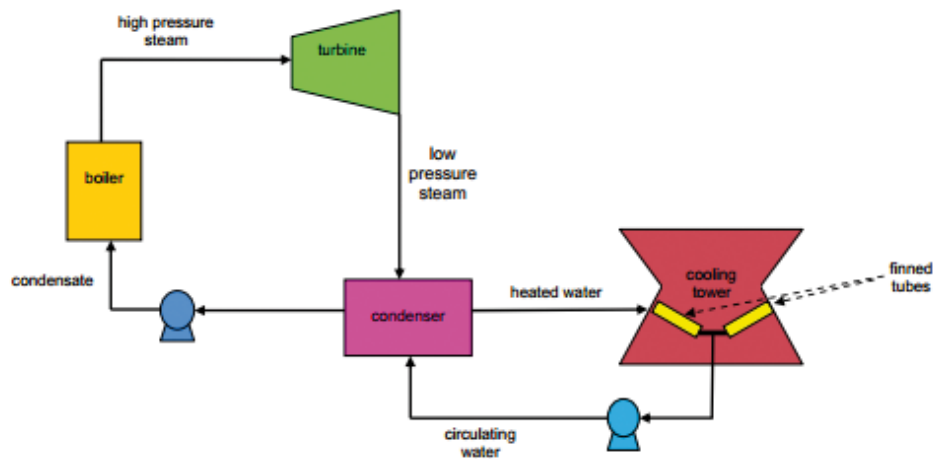 high pressure
steam
turbine
low
pressure
steam
boiler
condensate
condenser
heated water
cooling
tower
finned
tubes
circulating
water